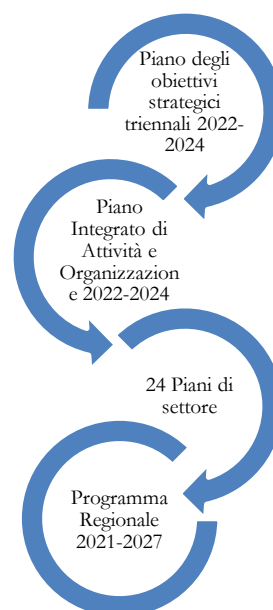 Piano degli
obiettivi
strategici
triennali 2022-
2024
Piano
Integrato di
Attività e
Organizzazion
e 2022-2024
24 Piani di
settore
Programma
Regionale
2021-2027